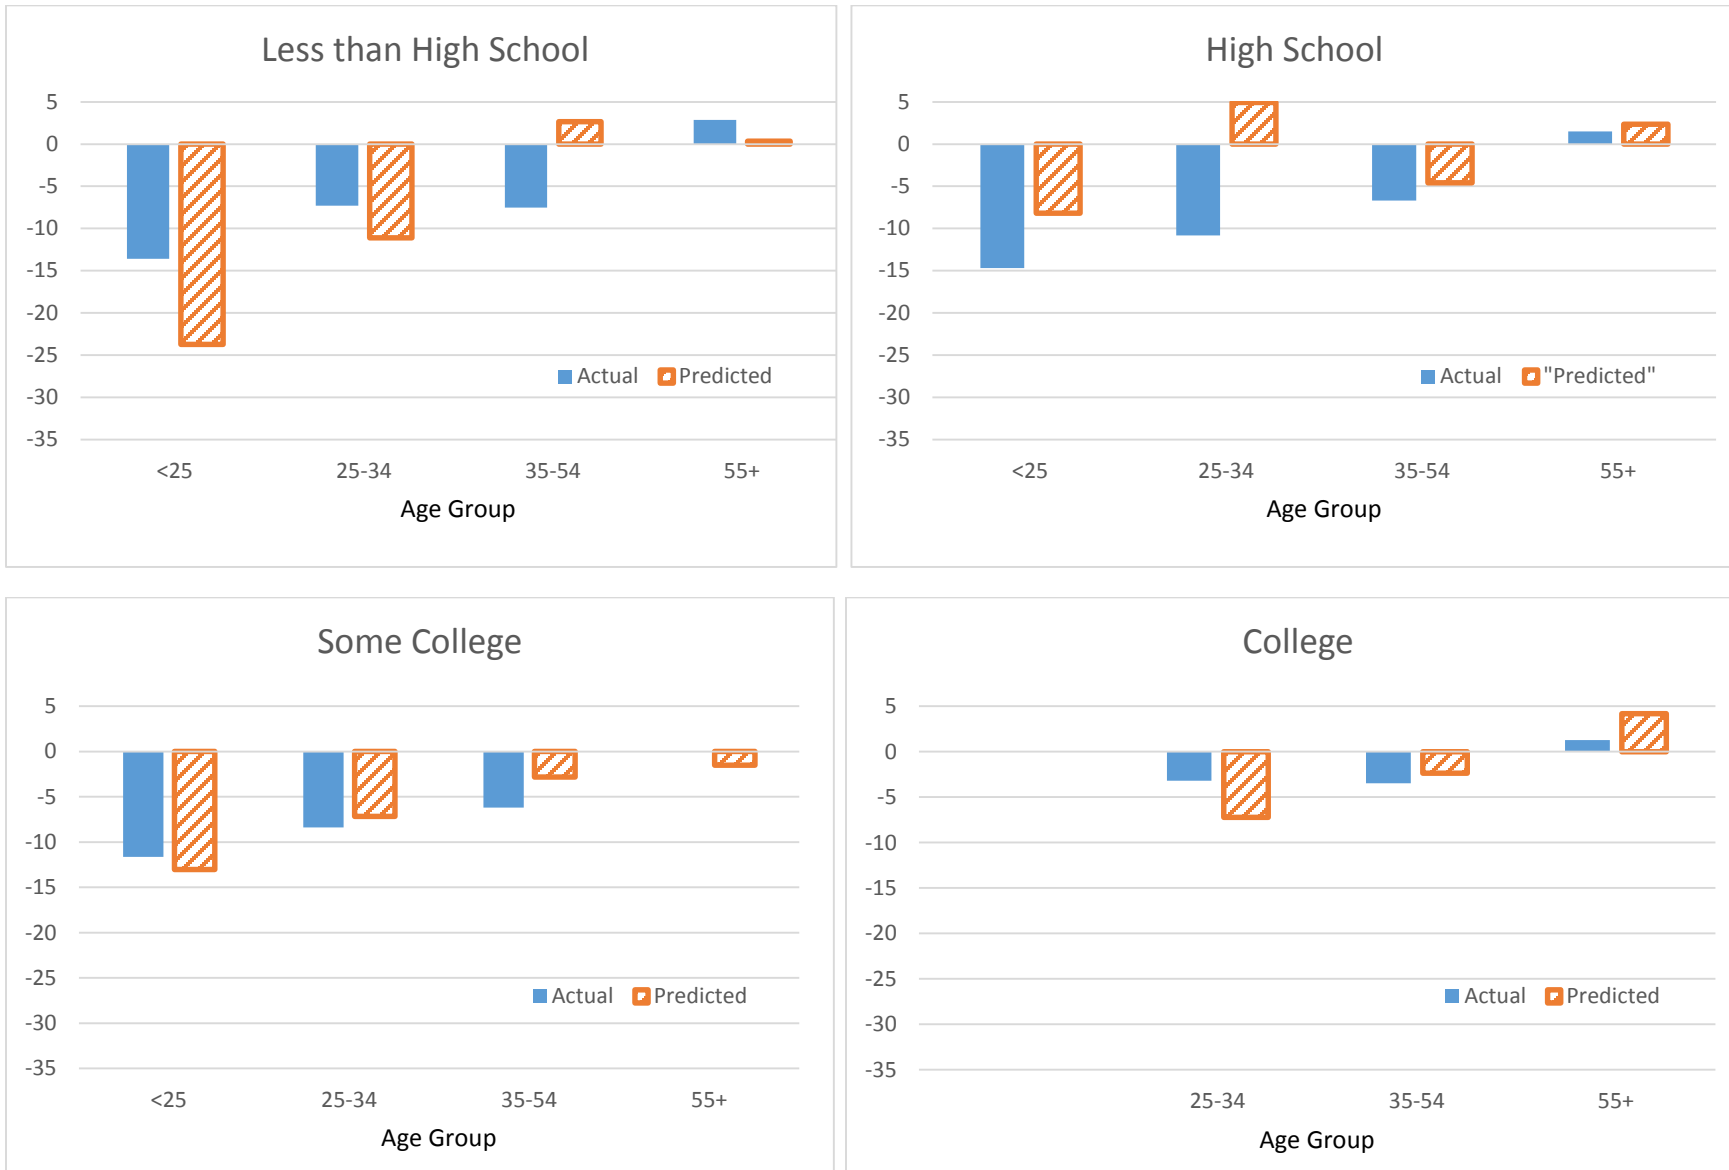 Less than High School
5
0
-5
-10
-15
-20
-25
-30
-35
Actual Predicted
<25 25-34 35-54 55+
Age Group
High School
5
0
-5
-10
-15
-20
-25
-30
-35
Actual "Predicted"
<25 25-34 35-54 55+
Age Group
Some College
5
0
-5
-10
-15
-20
-25
-30
-35
Actual Predicted
<25 25-34 35-54 55+
Age Group
College
5
0
-5
-10
-15
-20
-25
-30
-35
Actual Predicted
25-34 35-54 55+
Age Group